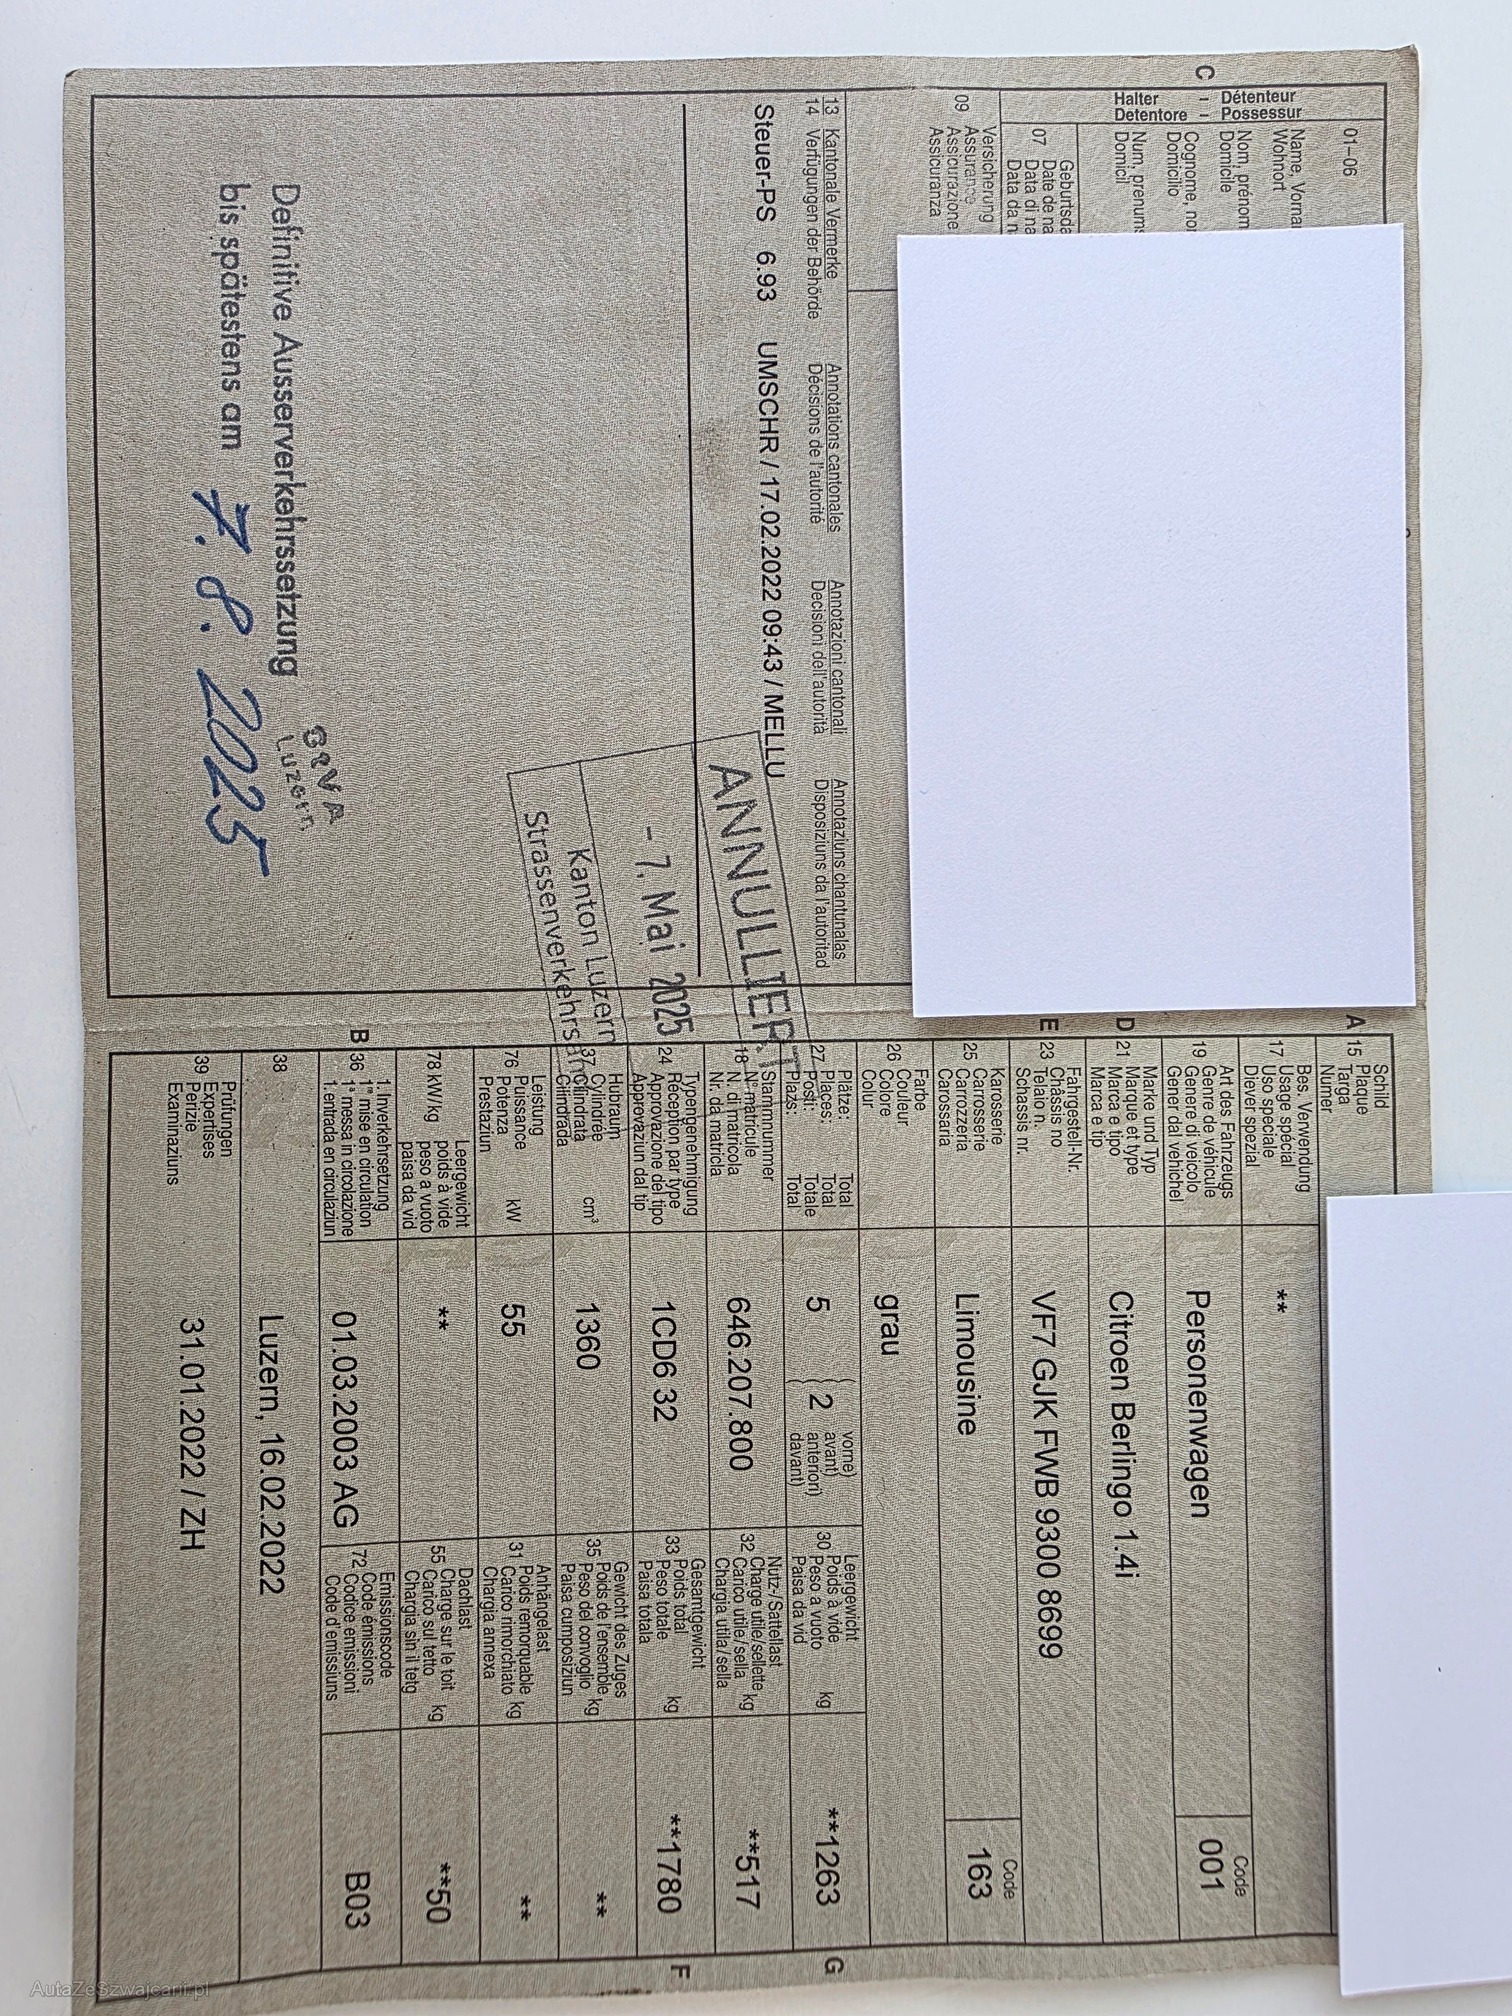 C
Halter - Détenteur
Detentore - Possessur
01–06
Name, Vorna
Wohnort
Nom, prénom
Domicile
Cognome, no
Domicilio
Num, prenums
Domicil
07
Geburtsda
Date de na
Data di na
Data da n
09
Versicherung
Assurance
Assicurazione
Assicuranza
13 Kantonale Vermerke Annotations cantonales Annotazioni cantonali Annotaziuns chantunalas
14 Verfügungen der Behörde Décisions de l'autorité Decisioni dell'autorità Disposiziuns da l'autoritad
Steuer-PS 6.93 UMSCHR / 17.02.2022 09:43 / MELLU
ANNULLIERT
- 7. Mai 2025
Kanton Luzern
Strassenverkehrs
Definitive Ausserverkehrssetzung
bis spätestens am 7. 8. 2025
StVA
Luzern
A 15
Schild
Plaque
Targa
Numer
17
Bes. Verwendung
Usage spécial
Uso speciale
Diever spezial
**
19
Art des Fahrzeugs
Genre de véhicule
Genere di veicolo
Gener da vehichel
Personenwagen
Code
001
D 21
Marke und Typ
Marque et type
Marca e tipo
Marca e tip
Citroen Berlingo 1.4i
E 23
Fahrgestell-Nr.
Châssis no
Telaio n.
Schassis nr.
VF7 GJK FWB 9300 8699
25
Karosserie
Carrosserie
Carrozzeria
Carossaria
Limousine
Code
163
26
Farbe
Couleur
Colore
Colur
grau
27
Plätze: Total
Places: Total
Posti: Totale
Plazs: Total
5
2
vorne)
avant)
anteriori)
davant)
30
Leergewicht
Poids à vide
Peso a vuoto kg
Paisa da vid
**1263
G
18
Stammnummer
N° matricule
N. di matricola
Nr. da matricla
646.207.800
32
Nutz-/Sattellast
Charge utile/sellette kg
Carico utile/sella
Chargia utila/sella
**517
24
Typengenehmigung
Réception par type
Approvazione del tipo
Approvaziun dal tip
1CD6 32
33
Gesamtgewicht
Poids total
Peso totale kg
Paisa totala
**1780
F
37
Hubraum
Cylindrée
Cilindrata cm³
Cilindrada
1360
35
Gewicht des Zuges
Poids de l'ensemble kg
Peso del convoglio
Paisa cumposiziun
**
76
Leistung
Puissance kW
Potenza
Prestaziun
55
31
Anhängelast
Poids remorquable kg
Carico rimorchiato
Chargia annexa
**
78 kW/kg
Leergewicht
poids à vide
peso a vuoto
paisa da vid
**
55
Dachlast
Charge sur le toit kg
Carico sul tetto
Chargia sin il tetg
**50
B 36
1. Inverkehrsetzung
1re mise en circulation
1a messa in circolazione
1. entrada en circulaziun
01.03.2003 AG
72
Emissionscode
Code émissions
Codice emissioni
Code d'emissiuns
B03
38
Luzern, 16.02.2022
39
Prüfungen
Expertises
Perizie
Examinaziuns
31.01.2022 / ZH
AutaZeSzwajcarii.pl